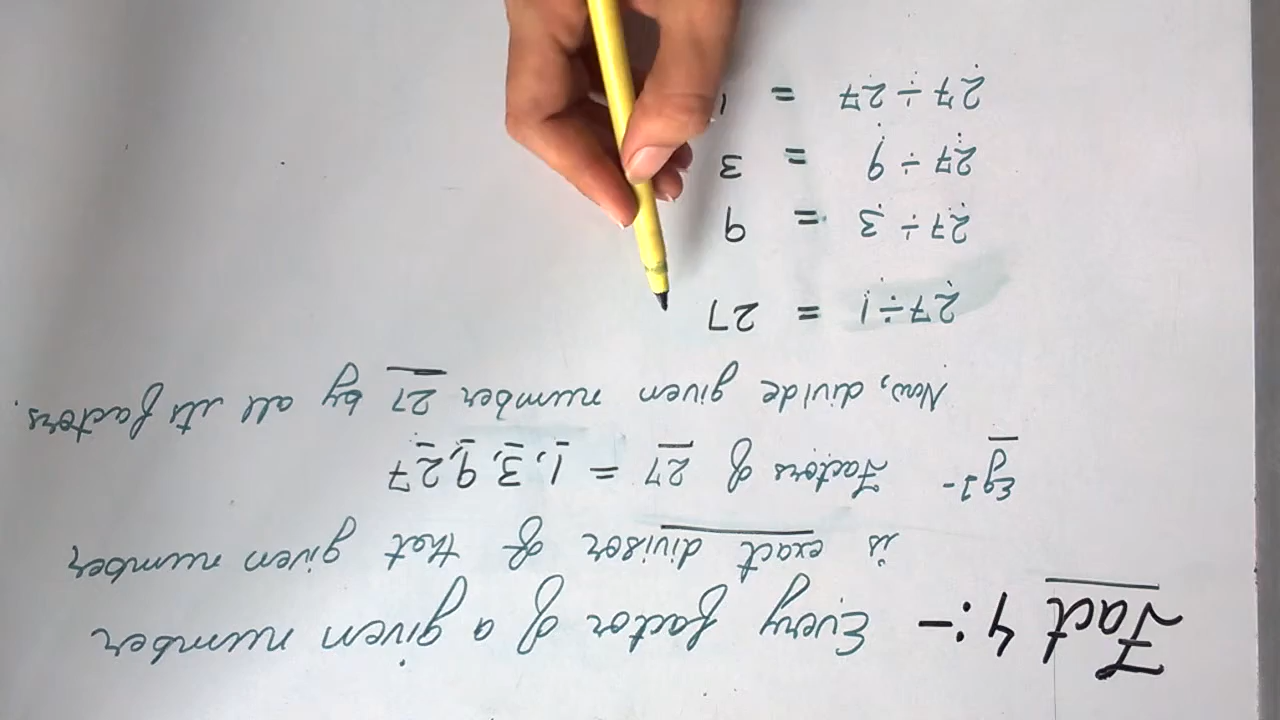 Fact 4:- Every factor of a given number
is exact divisor of that given number
Eg:- Factors of 27 = 1, 3, 9, 27
Now, divide given number 27 by all its factors.
27 ÷ 1 = 27
27 ÷ 3 = 9
27 ÷ 9 = 3
27 ÷ 27 = 1